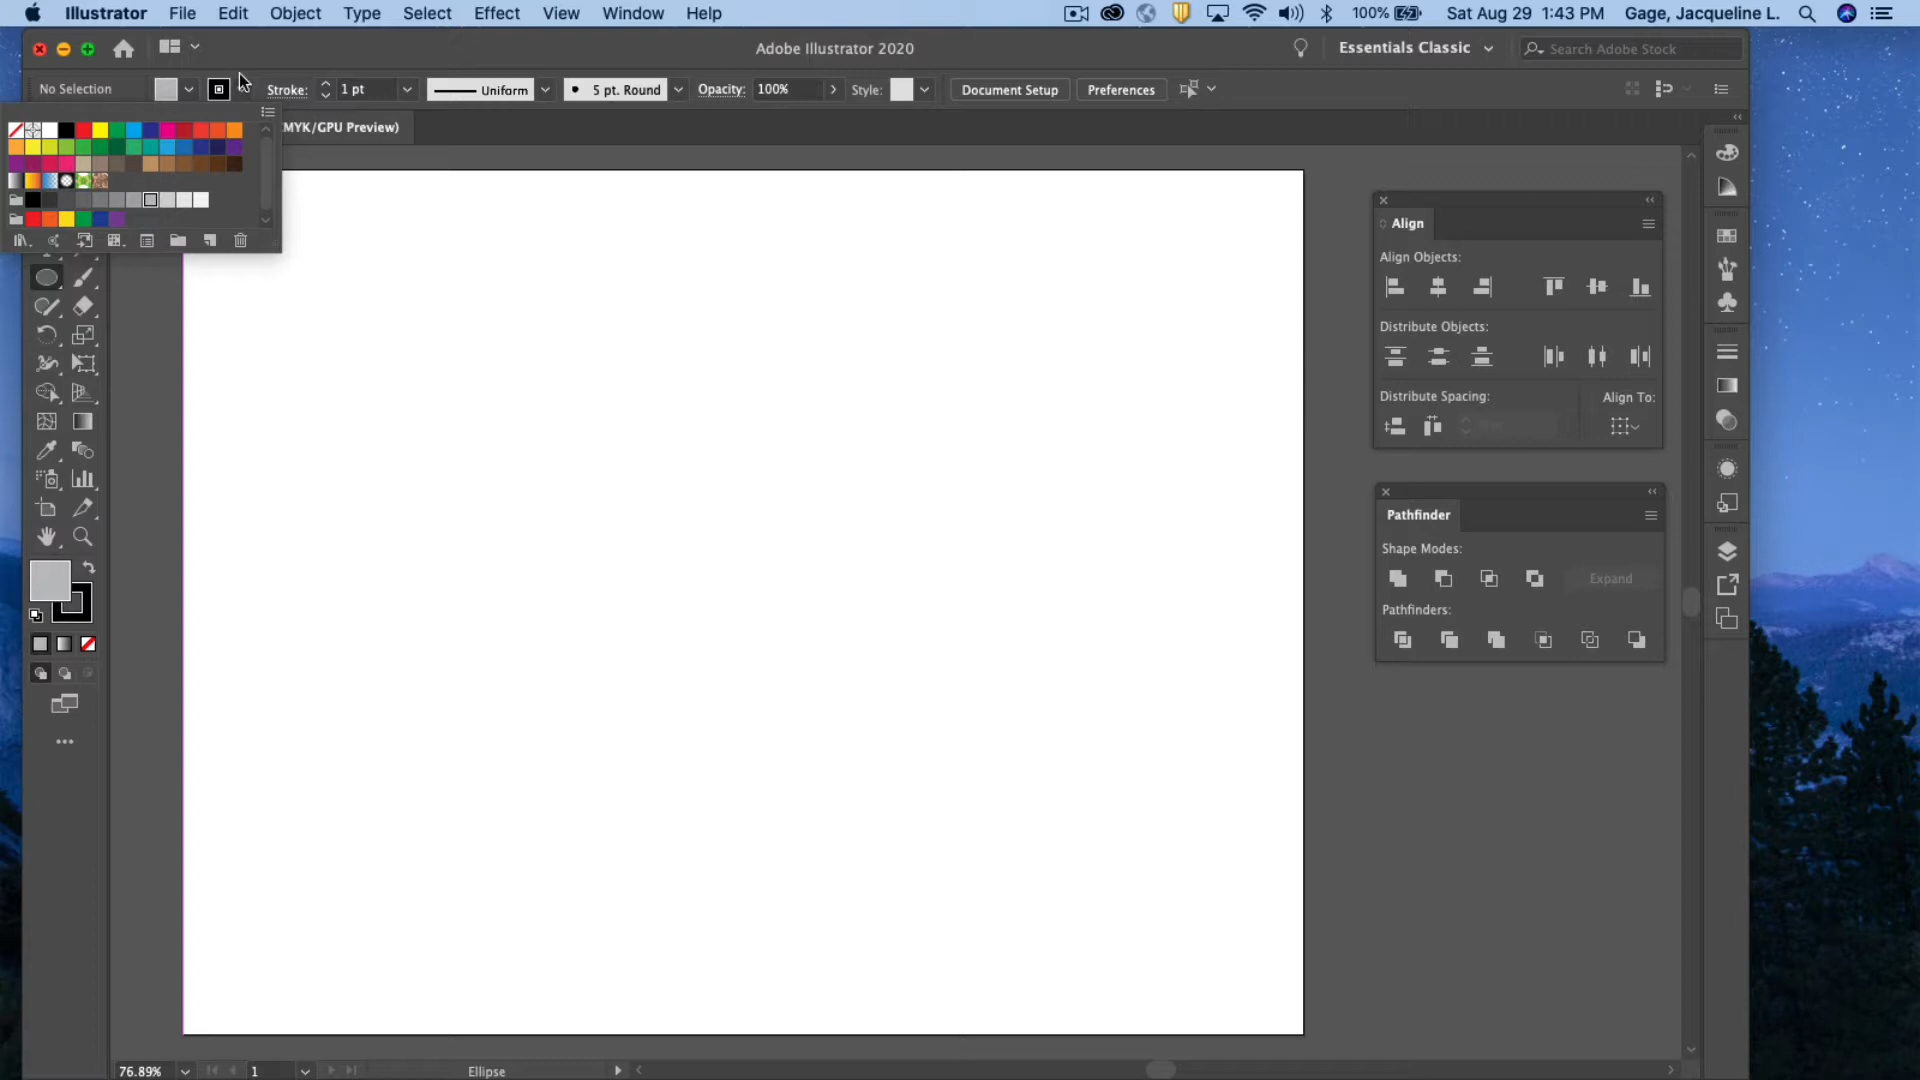 Illustrator File Edit Object Type Select Effect View Window Help 100% Sat Aug 29 1:43 PM Gage, Jacqueline L.
Adobe Illustrator 2020 Essentials Classic Search Adobe Stock
No Selection Stroke: 1 pt Uniform 5 pt. Round Opacity: 100% Style: Document Setup Preferences
MYK/GPU Preview)
Align
Align Objects:
Distribute Objects:
Distribute Spacing: Align To:
Pathfinder
Shape Modes:
Expand
Pathfinders:
76.89% 1 Ellipse